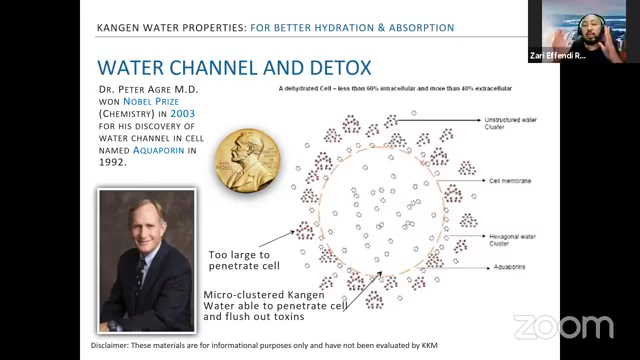 KANGEN WATER PROPERTIES: FOR BETTER HYDRATION & ABSORPTION
Zari Effendi R...
WATER CHANNEL AND DETOX
DR. PETER AGRE M.D.
WON NOBEL PRIZE
(CHEMISTRY) IN 2003
FOR HIS DISCOVERY OF
WATER CHANNEL IN CELL
NAMED AQUAPORIN IN
1992.
A dehydrated Cell – less than 60% intracellular and more than 40% extracellular
Unstructured water
Cluster
Cell membrane
Hexagonal water
Cluster
Aquaporins
Too large to
penetrate cell
Micro-clustered Kangen
Water able to penetrate cell
and flush out toxins
zoom
Disclaimer: These materials are for informational purposes only and have not been evaluated by KKM